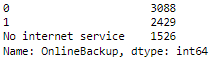 0 3088
1 2429
No internet service 1526
Name: OnlineBackup, dtype: int64